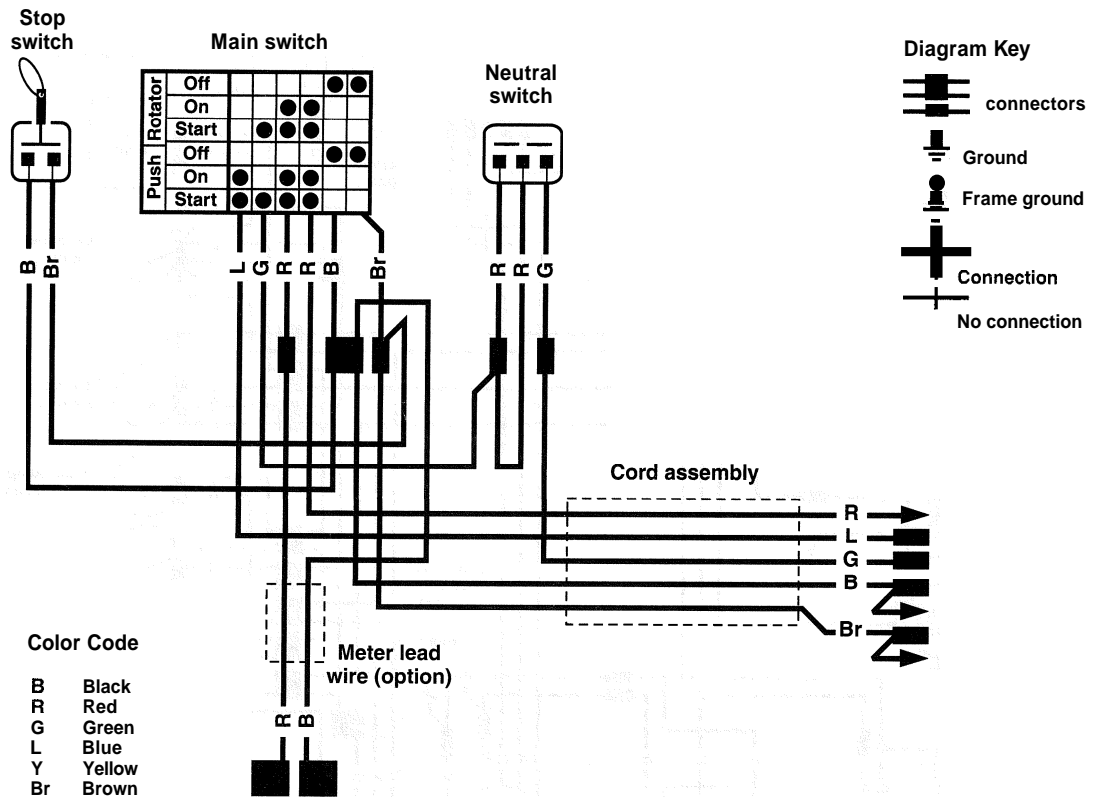 Stop
switch
Main switch
Neutral
switch
Diagram Key
connectors
Ground
Frame ground
Connection
No connection
Rotator
Off
On
Start
Push
Off
On
Start
B
Br
L
G
R
R
B
Br
R
R
G
Cord assembly
R
L
G
B
Br
Meter lead
wire (option)
R
B
Color Code
B Black
R Red
G Green
L Blue
Y Yellow
Br Brown